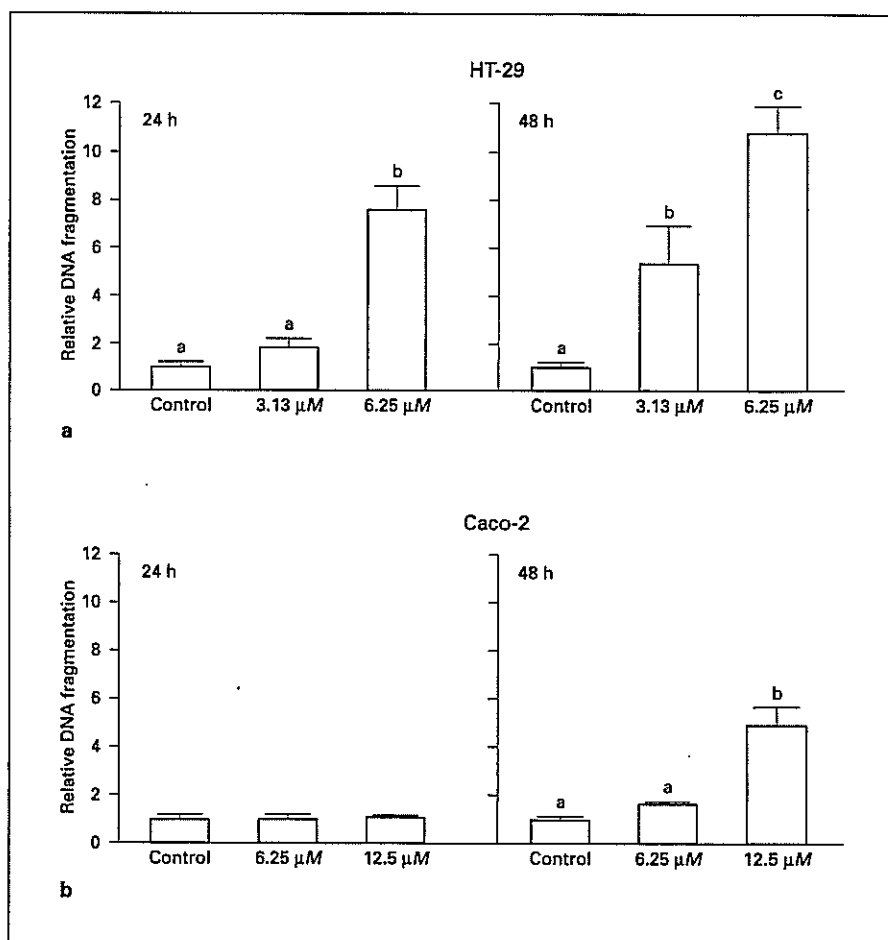 HT-29
24 h
48 h
Relative DNA fragmentation
12
10
8
6
4
2
0
a
a
b
a
b
c
Control
3.13 μM
6.25 μM
Control
3.13 μM
6.25 μM
a
Caco-2
24 h
48 h
Relative DNA fragmentation
12
10
8
6
4
2
0
a
a
b
Control
6.25 μM
12.5 μM
Control
6.25 μM
12.5 μM
b